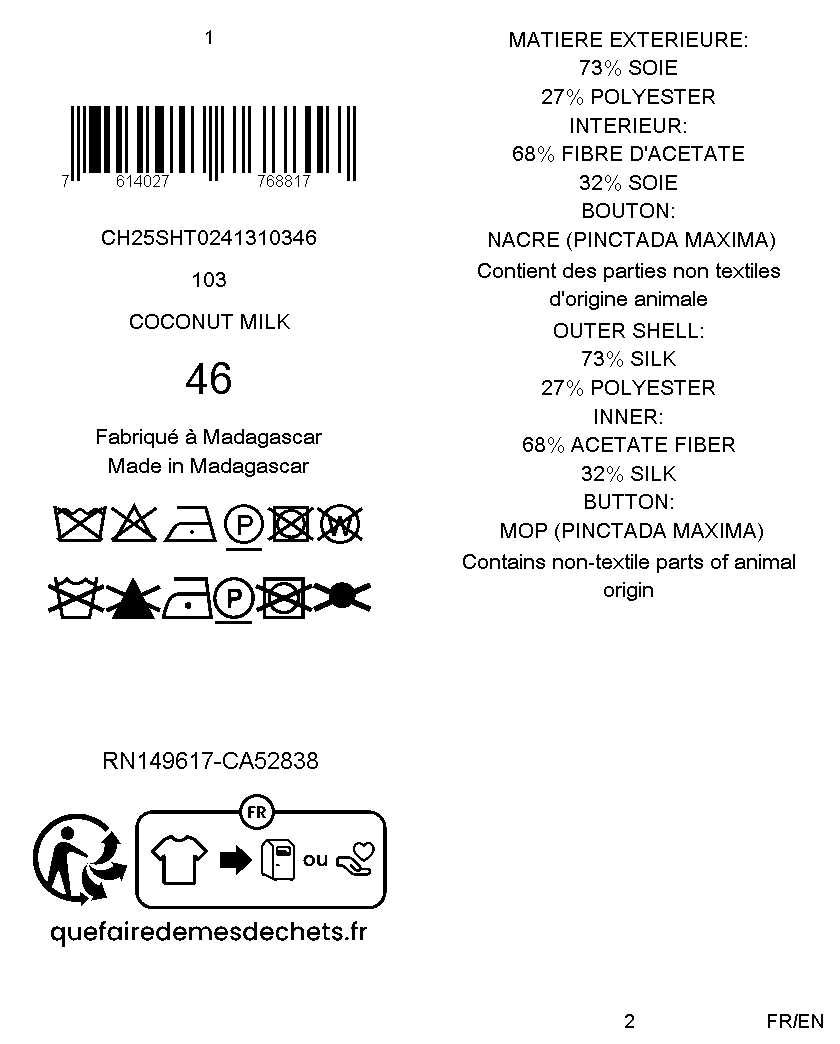 1
7 614027 768817
CH25SHT0241310346
103
COCONUT MILK
46
Fabriqué à Madagascar
Made in Madagascar
P
W
P
RN149617-CA52838
FR
ou
quefairedemesdechets.fr
MATIERE EXTERIEURE:
73% SOIE
27% POLYESTER
INTERIEUR:
68% FIBRE D'ACETATE
32% SOIE
BOUTON:
NACRE (PINCTADA MAXIMA)
Contient des parties non textiles
d'origine animale
OUTER SHELL:
73% SILK
27% POLYESTER
INNER:
68% ACETATE FIBER
32% SILK
BUTTON:
MOP (PINCTADA MAXIMA)
Contains non-textile parts of animal
origin
2
FR/EN